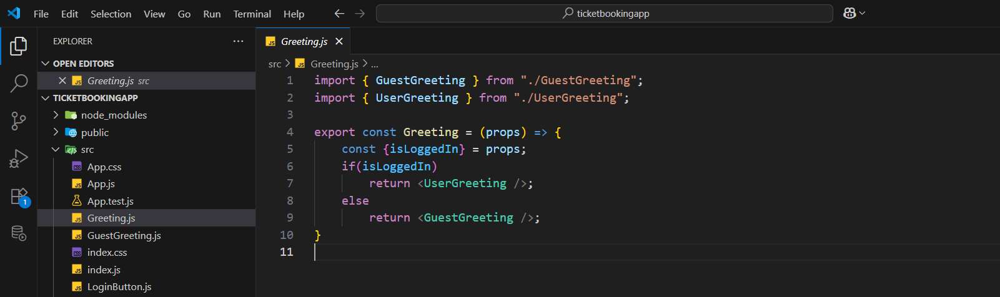 File Edit Selection View Go Run Terminal Help ticketbookingapp
EXPLORER
OPEN EDITORS
Greeting.js src
TICKETBOOKINGAPP
node_modules
public
src
App.css
App.js
App.test.js
Greeting.js
GuestGreeting.js
index.css
index.js
LoginButton.js
1
Greeting.js
src > Greeting.js > ...
1 import { GuestGreeting } from "./GuestGreeting";
2 import { UserGreeting } from "./UserGreeting";
3
4 export const Greeting = (props) => {
5     const {isLoggedIn} = props;
6     if(isLoggedIn)
7         return <UserGreeting />;
8     else
9         return <GuestGreeting />;
10 }
11